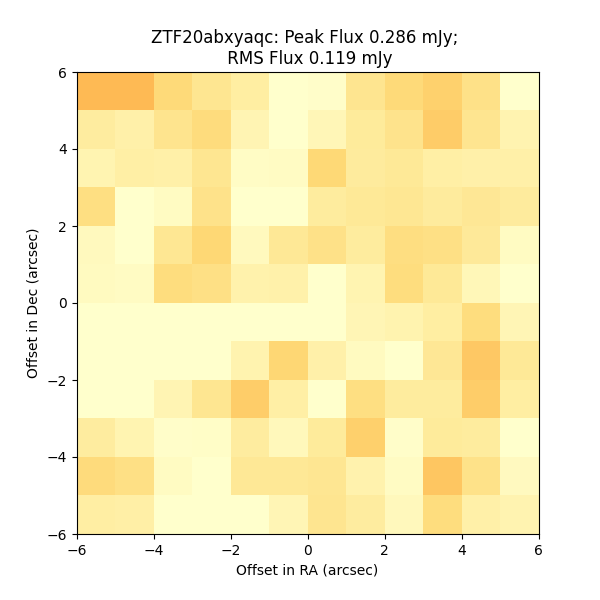 ZTF20abxyaqc: Peak Flux 0.286 mJy;
RMS Flux 0.119 mJy
6
4
2
0
−2
−4
−6
Offset in Dec (arcsec)
−6 −4 −2 0 2 4 6
Offset in RA (arcsec)